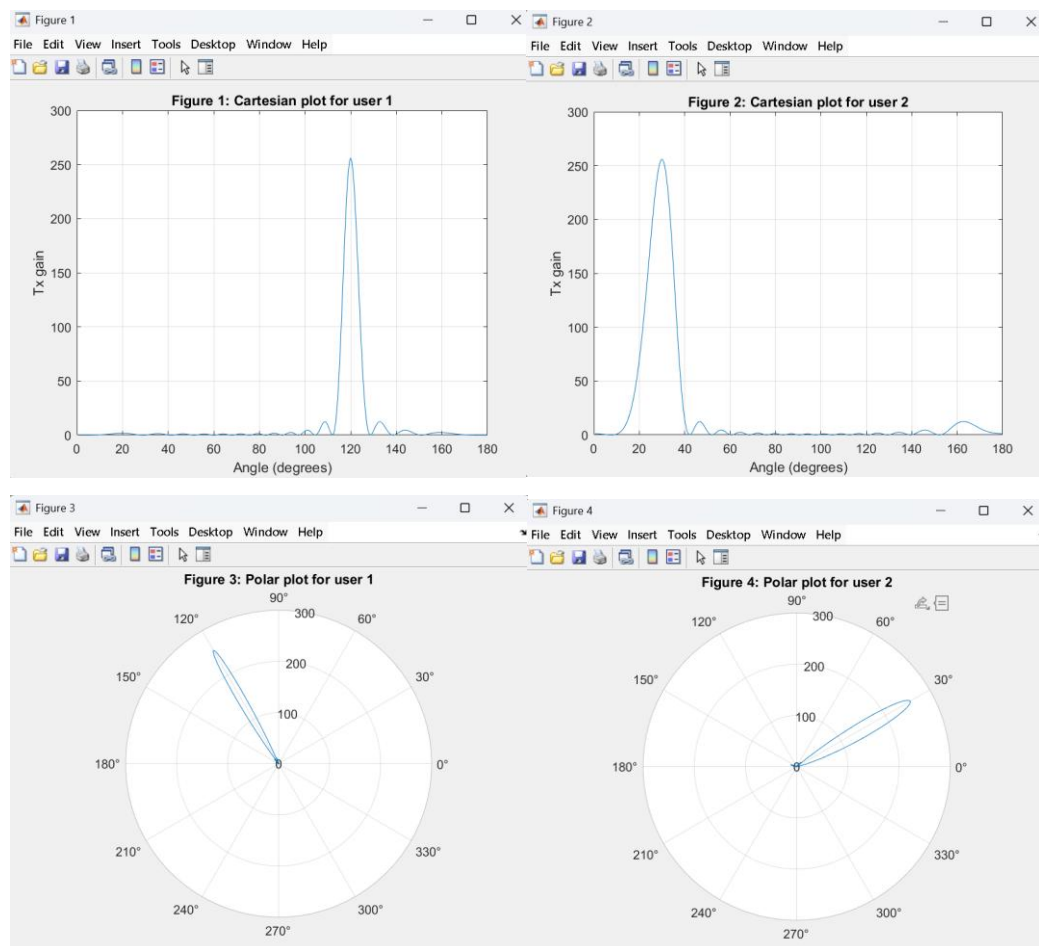 Figure 1
File Edit View Insert Tools Desktop Window Help
Figure 1: Cartesian plot for user 1
300
250
200
150
100
50
0
Tx gain
0 20 40 60 80 100 120 140 160 180
Angle (degrees)
Figure 2
File Edit View Insert Tools Desktop Window Help
Figure 2: Cartesian plot for user 2
300
250
200
150
100
50
0
Tx gain
0 20 40 60 80 100 120 140 160 180
Angle (degrees)
Figure 3
File Edit View Insert Tools Desktop Window Help
Figure 3: Polar plot for user 1
90°
120° 300 60°
200
150° 30°
100
180° 0 0°
210° 330°
240° 300°
270°
Figure 4
File Edit View Insert Tools Desktop Window Help
Figure 4: Polar plot for user 2
90°
120° 300 60°
200
150° 30°
100
180° 0 0°
210° 330°
240° 300°
270°